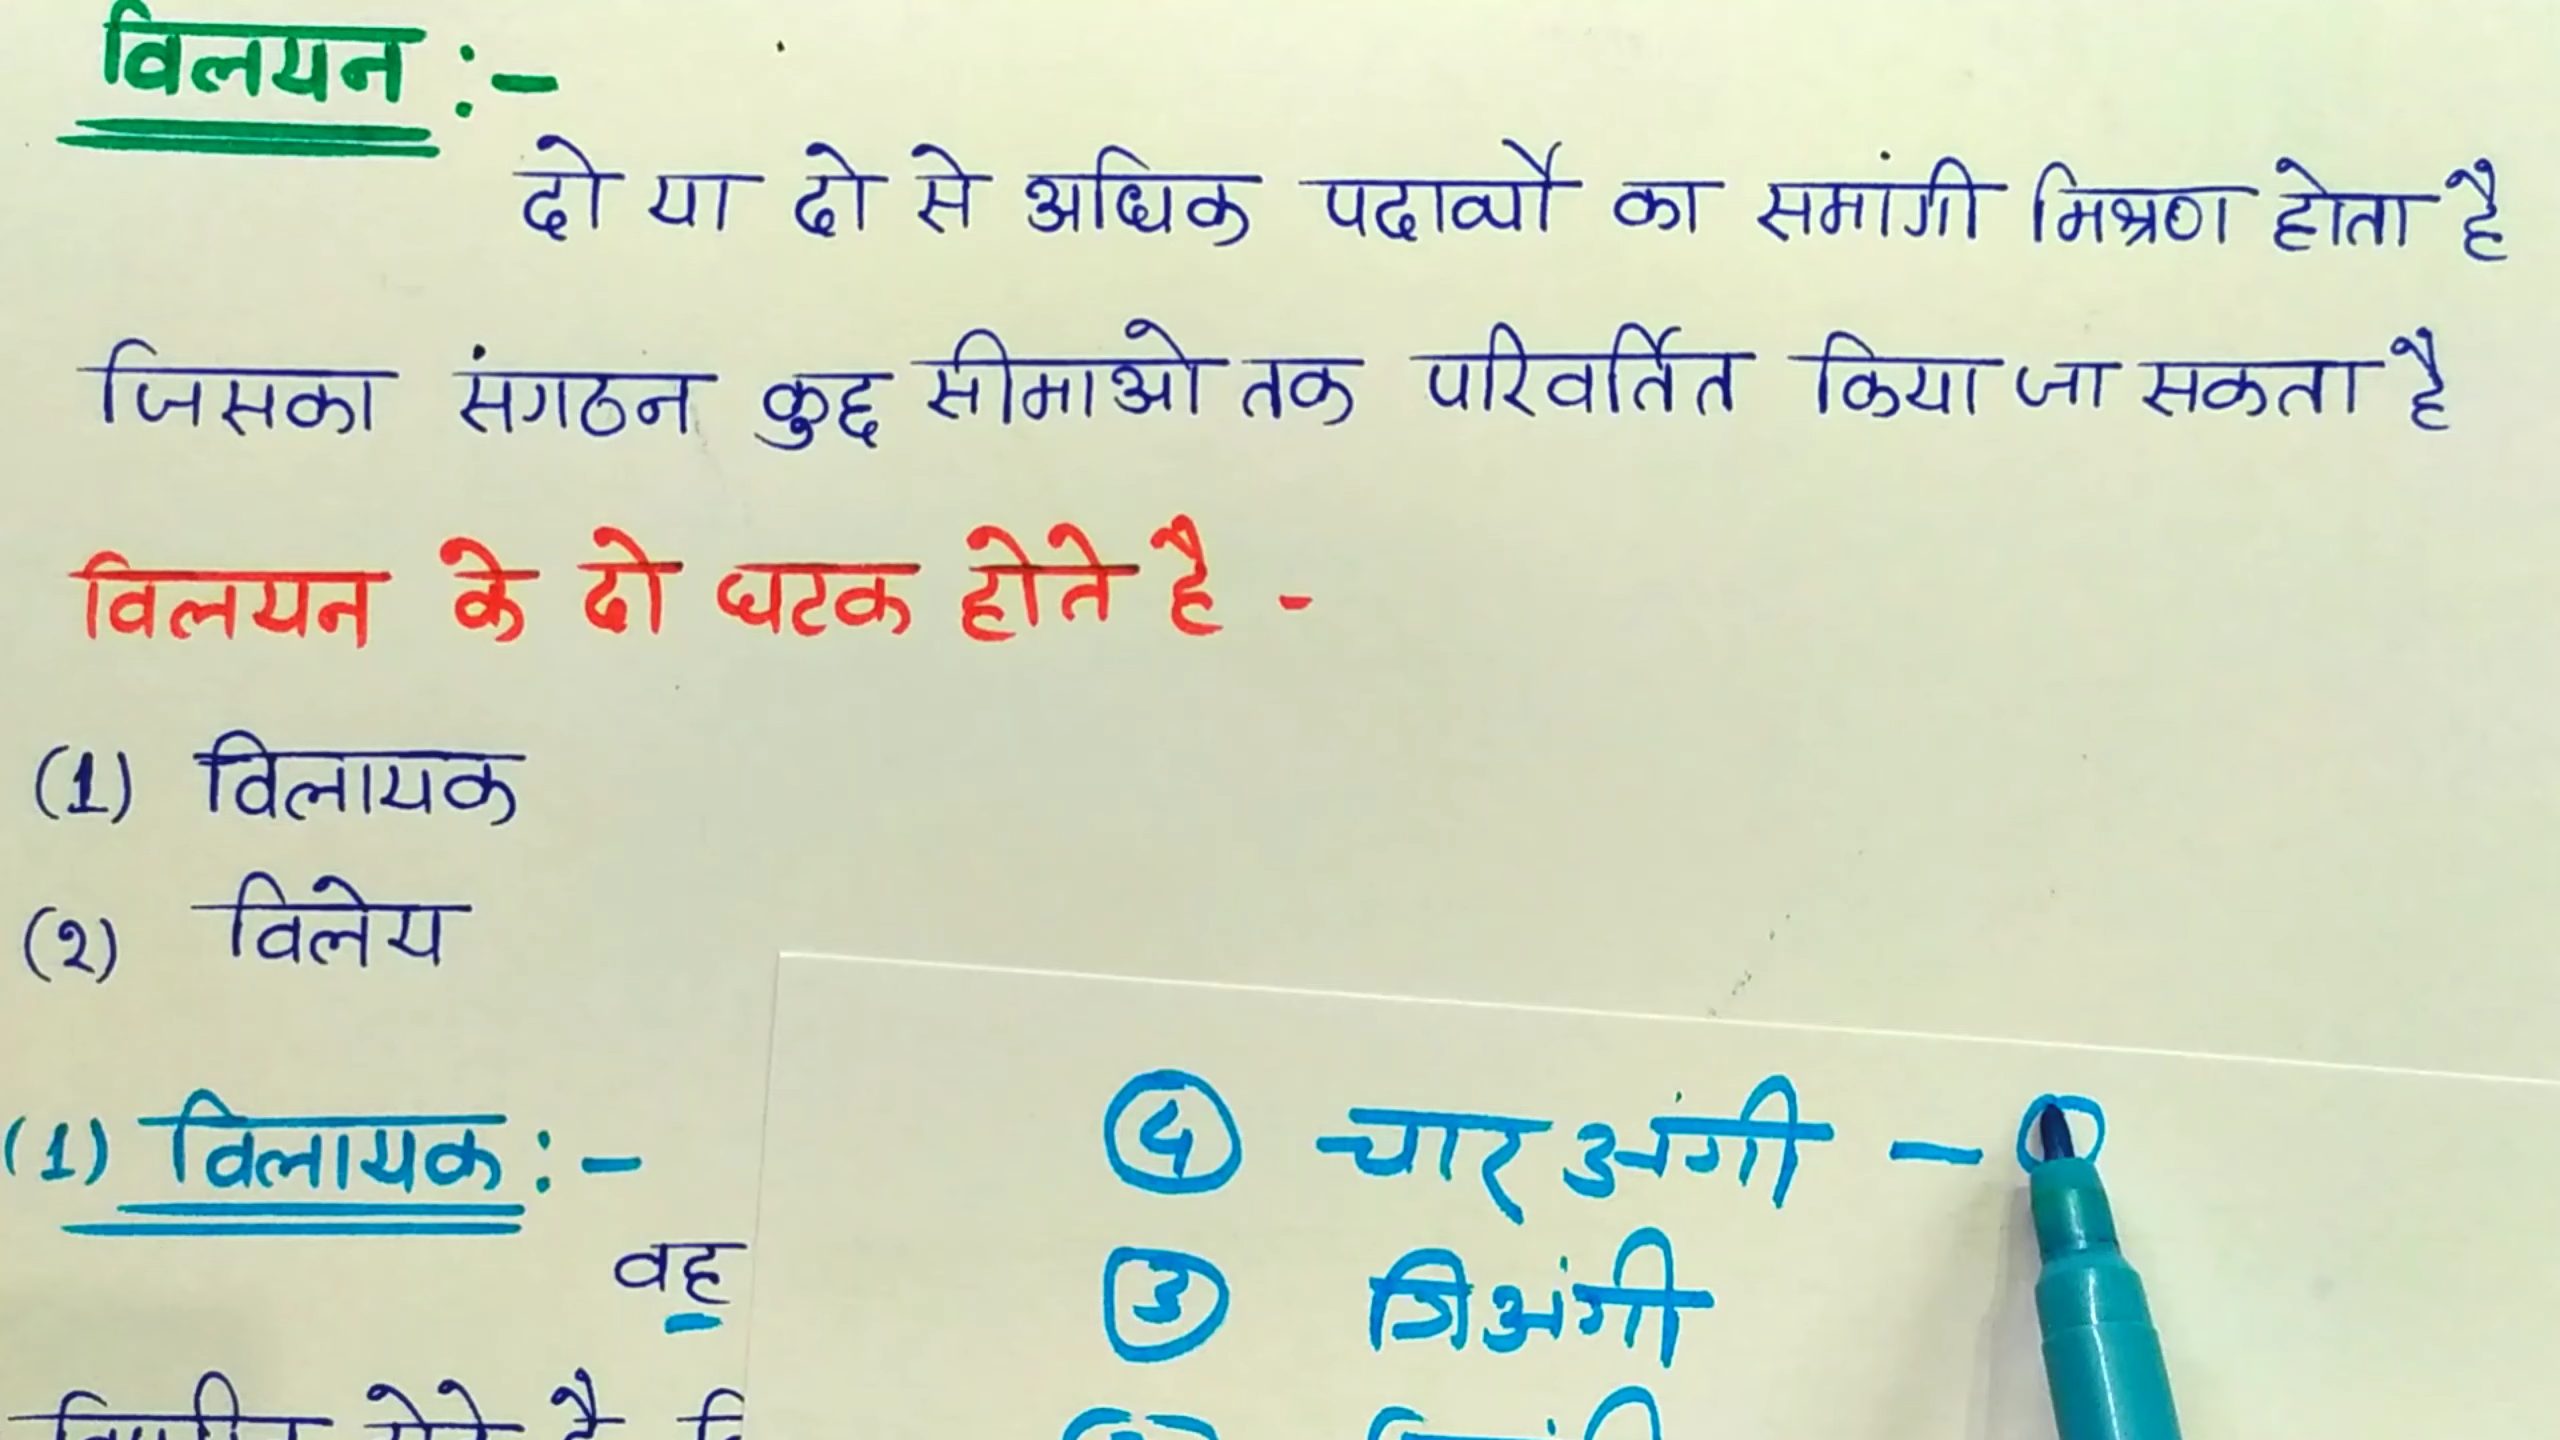 विलयन :-
दो या दो से अधिक पदार्थो का समांगी मिश्रण होता है
जिसका संगठन कुछ सीमाओ तक परिवर्तित किया जा सकता है
विलयन के दो घटक होते है -
(1) विलायक
(२) विलेय
(1) विलायक :-
वह
④ चार अंगी -
③ त्रिअंगी